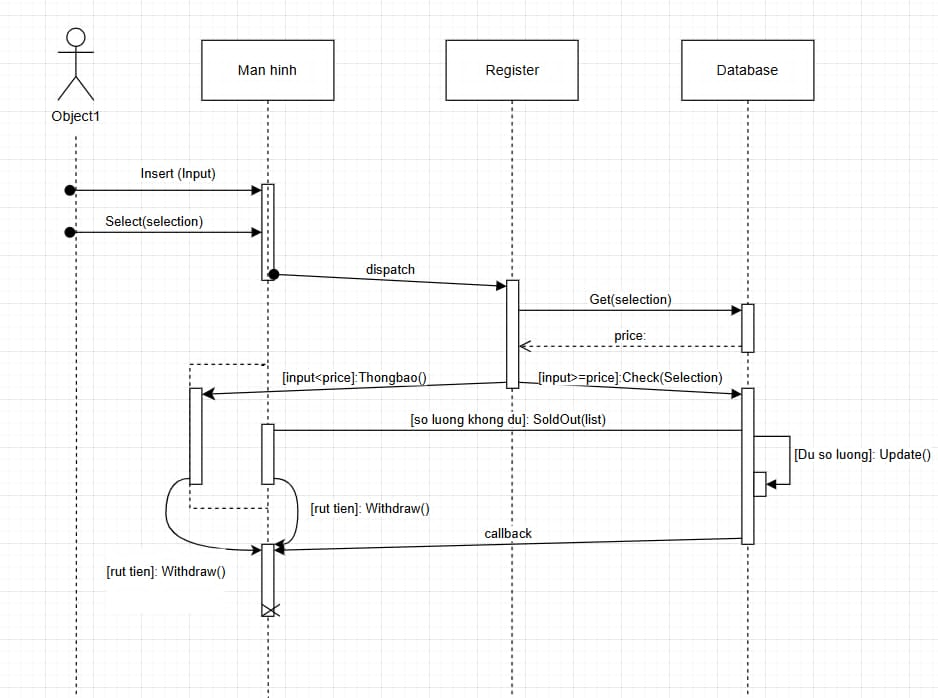 Object1
Man hinh
Register
Database
Insert (Input)
Select(selection)
dispatch
Get(selection)
price:
[input<price]:Thongbao()
[input>=price]:Check(Selection)
[so luong khong du]: SoldOut(list)
[Du so luong]: Update()
[rut tien]: Withdraw()
callback
[rut tien]: Withdraw()